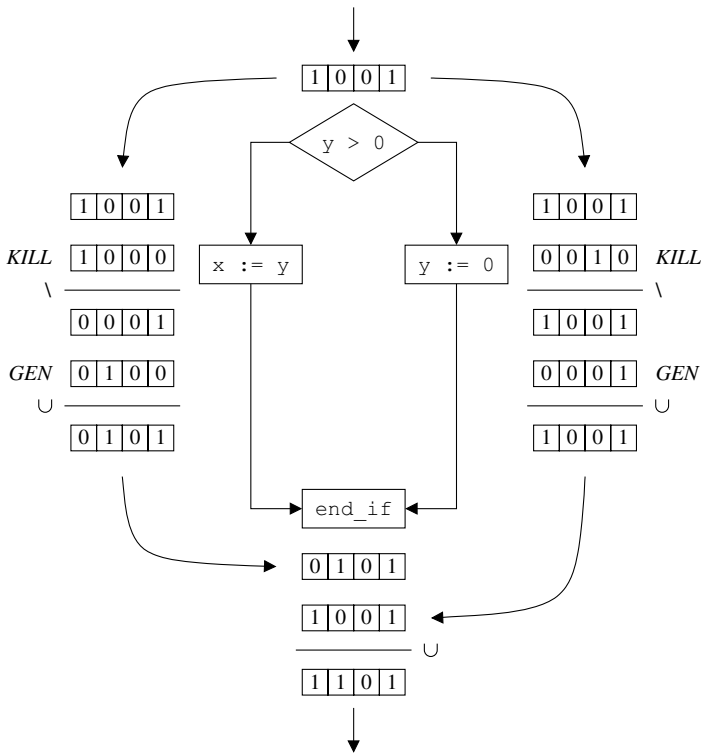 1 0 0 1
y > 0
1 0 0 1
1 0 0 1
KILL 1 0 0 0
x := y
y := 0
0 0 1 0 KILL
\
\
0 0 0 1
1 0 0 1
GEN 0 1 0 0
0 0 0 1 GEN
∪
∪
0 1 0 1
1 0 0 1
end_if
0 1 0 1
1 0 0 1
∪
1 1 0 1